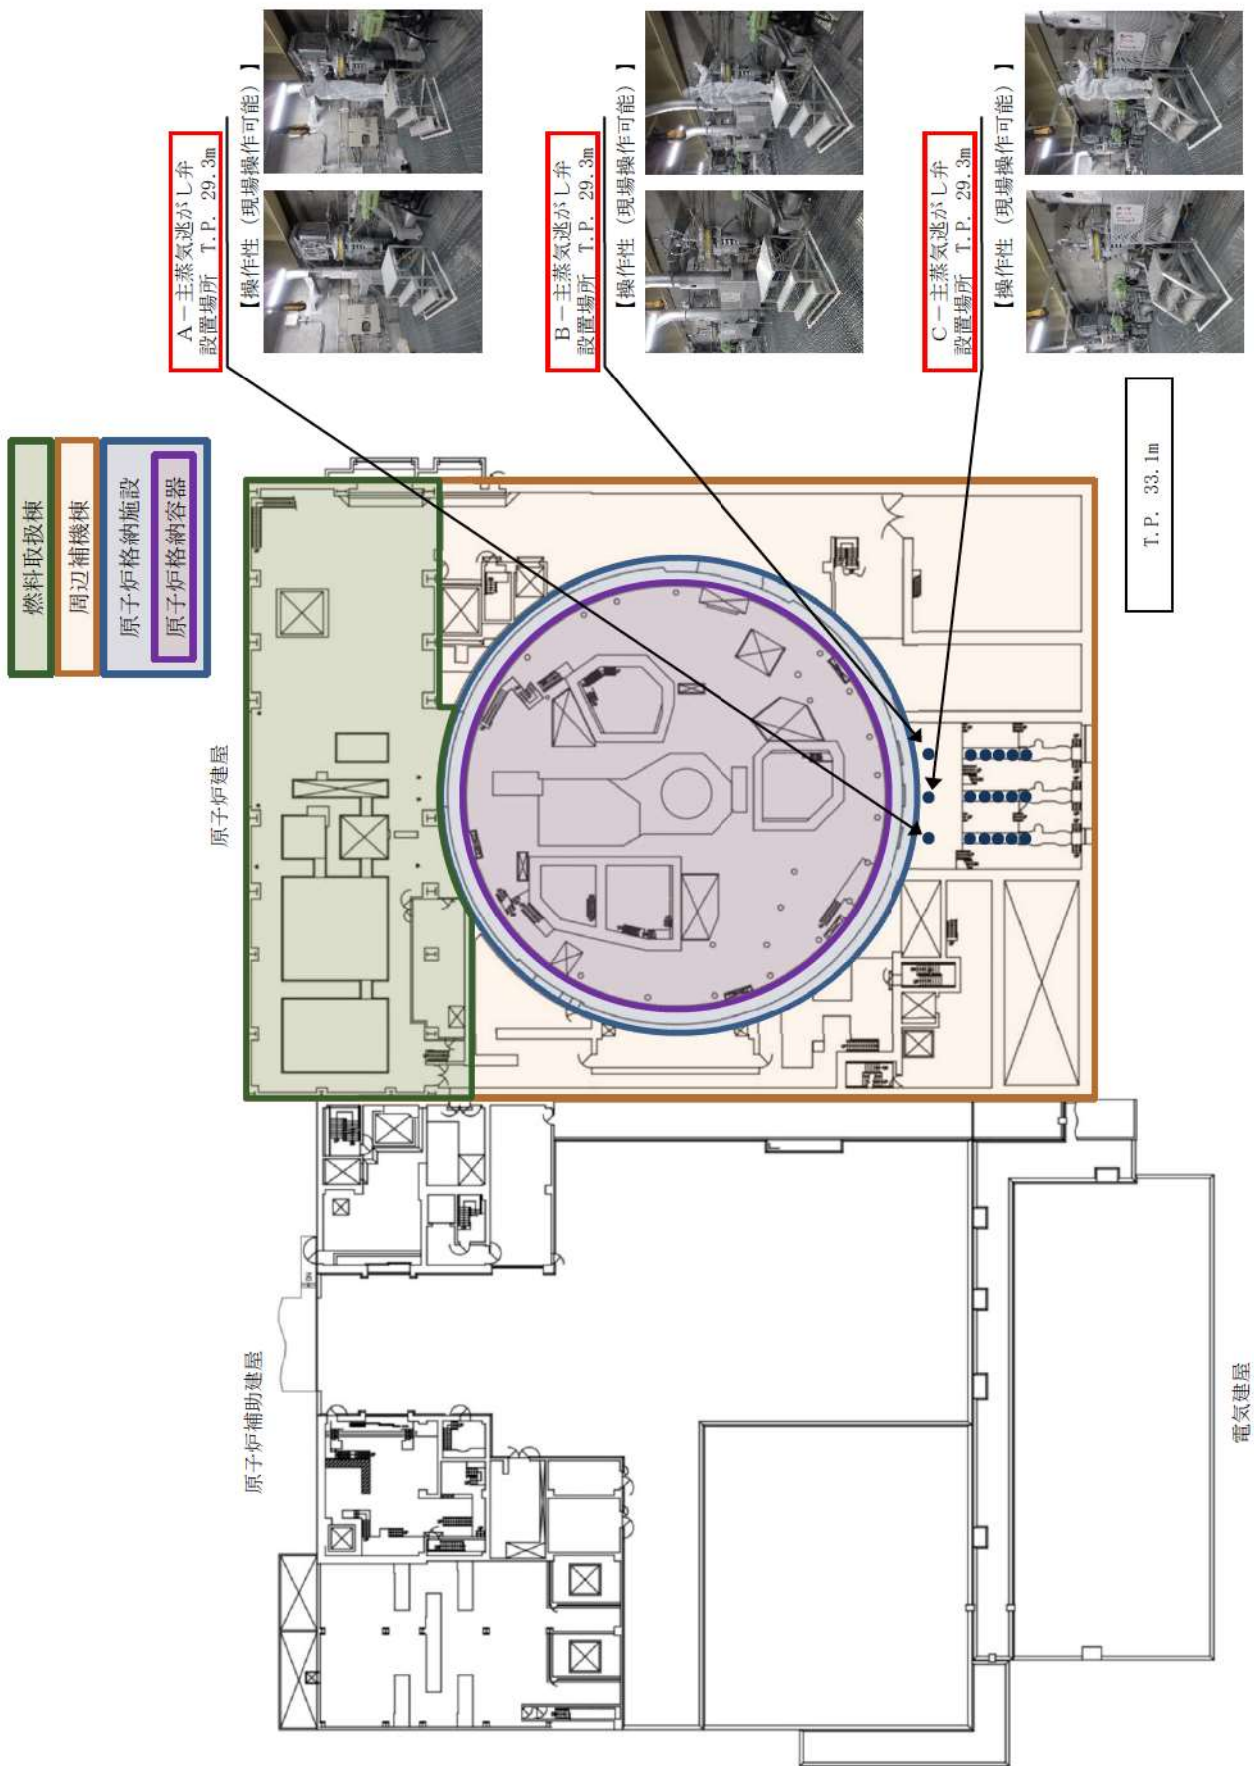 燃料取扱棟
周辺補機棟
原子炉格納施設
原子炉格納容器
A－主蒸気逃がし弁
設置場所 T.P. 29.3m
【操作性（現場操作可能）】
B－主蒸気逃がし弁
設置場所 T.P. 29.3m
【操作性（現場操作可能）】
C－主蒸気逃がし弁
設置場所 T.P. 29.3m
【操作性（現場操作可能）】
T.P. 33.1m
原子炉建屋
原子炉補助建屋
電気建屋